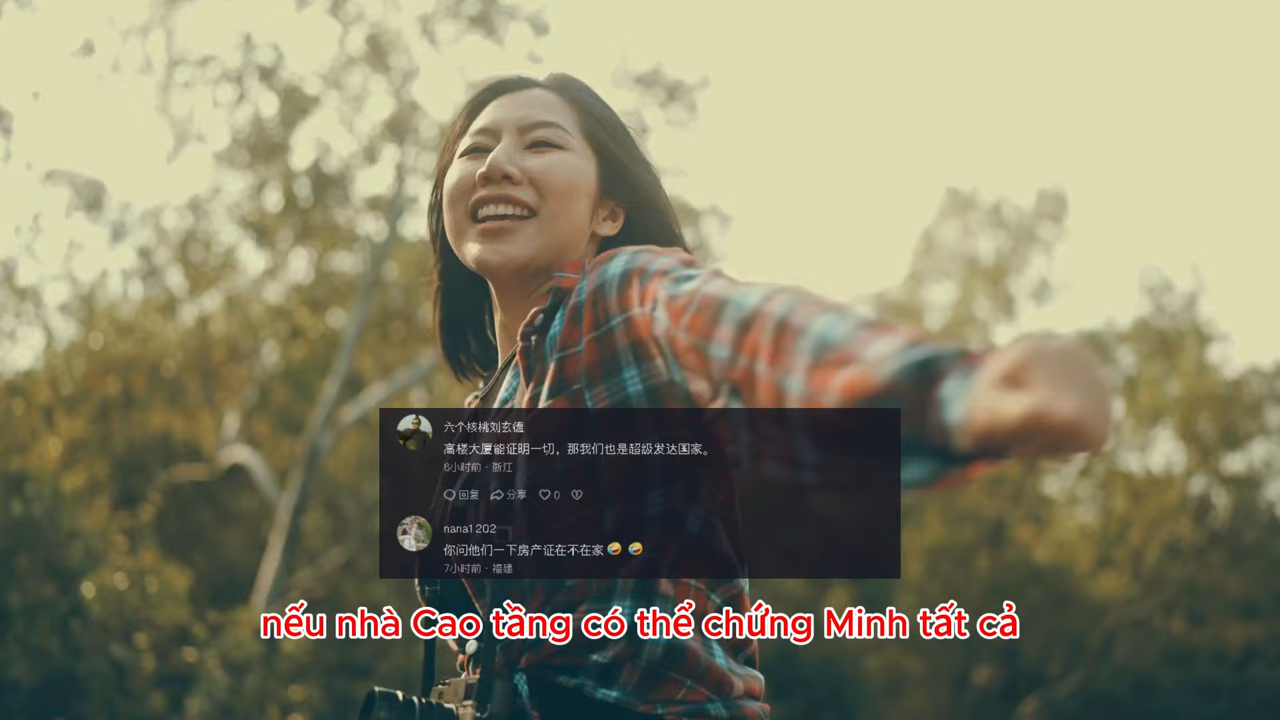 六个核桃刘玄德
高楼大厦能证明一切，那我们也是超级发达国家。
6小时前 · 浙江
回复 分享 0
nana1202
你问他们一下房产证在不在家🤣 🤣
7小时前 · 福建
nếu nhà Cao tầng có thể chứng Minh tất cả